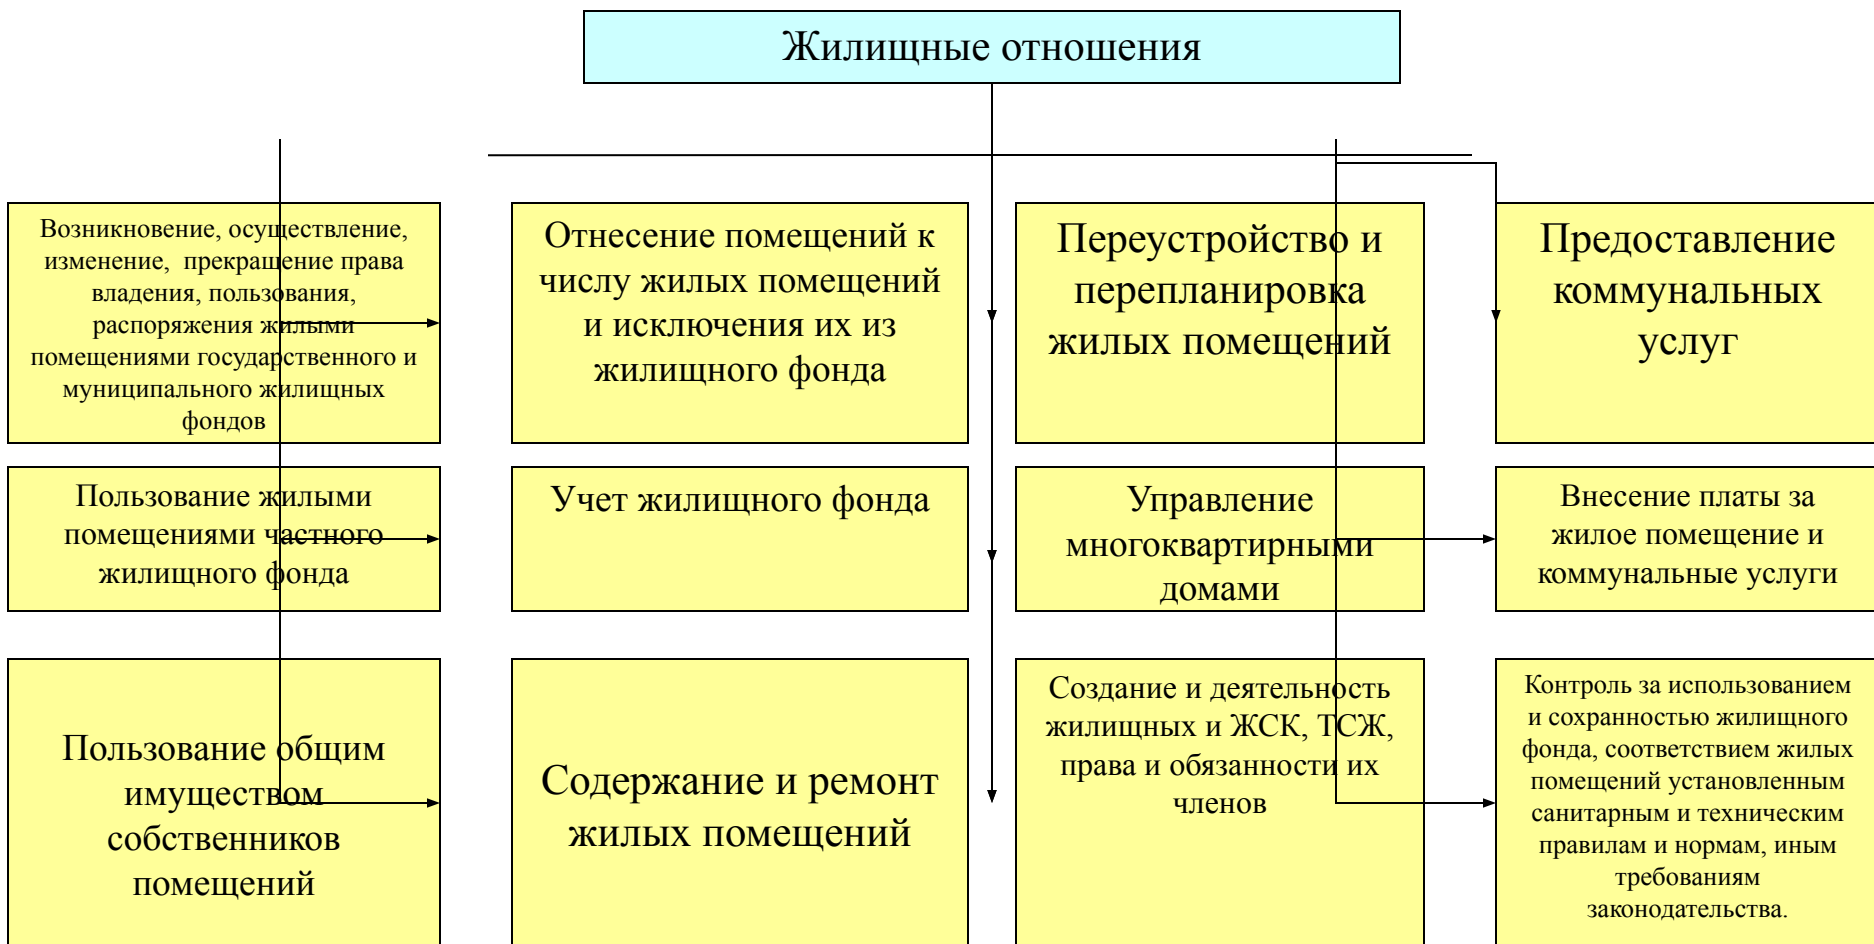 Жилищные отношения
Возникновение, осуществление,
изменение, прекращение права
владения, пользования,
распоряжения жилыми
помещениями государственного и
муниципального жилищных
фондов
Отнесение помещений к
числу жилых помещений
и исключения их из
жилищного фонда
Переустройство и
перепланировка
жилых помещений
Предоставление
коммунальных
услуг
Пользование жилыми
помещениями частного
жилищного фонда
Учет жилищного фонда
Управление
многоквартирными
домами
Внесение платы за
жилое помещение и
коммунальные услуги
Пользование общим
имуществом
собственников
помещений
Содержание и ремонт
жилых помещений
Создание и деятельность
жилищных и ЖСК, ТСЖ,
права и обязанности их
членов
Контроль за использованием
и сохранностью жилищного
фонда, соответствием жилых
помещений установленным
санитарным и техническим
правилам и нормам, иным
требованиям
законодательства.